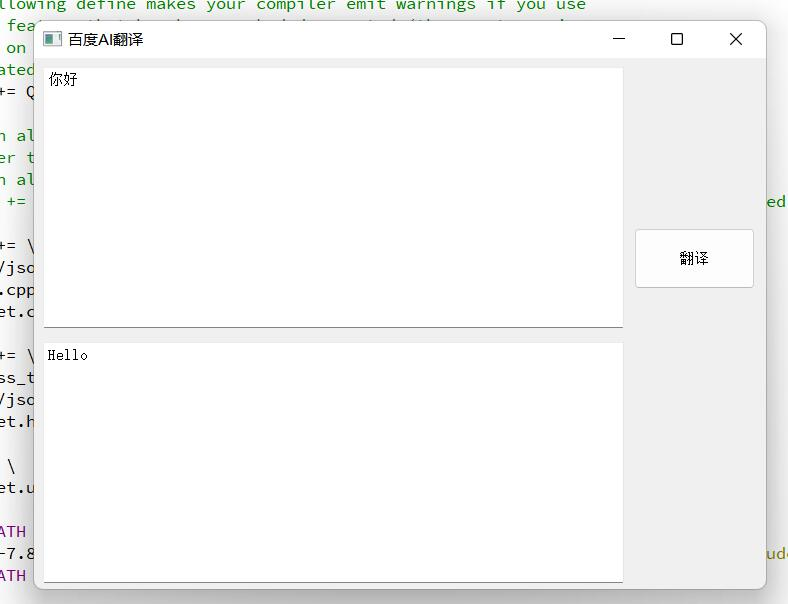 llowing define makes your compiler emit warnings if you use
百度AI翻译
on
ated
+= Q
你好
n al
er t
n al
+=
ed
+= \
翻译
/jso
.cpp
et.c
+= \
Hello
ss_t
/jso
et.h
\
et.u
ATH
-7.8
ude
ATH